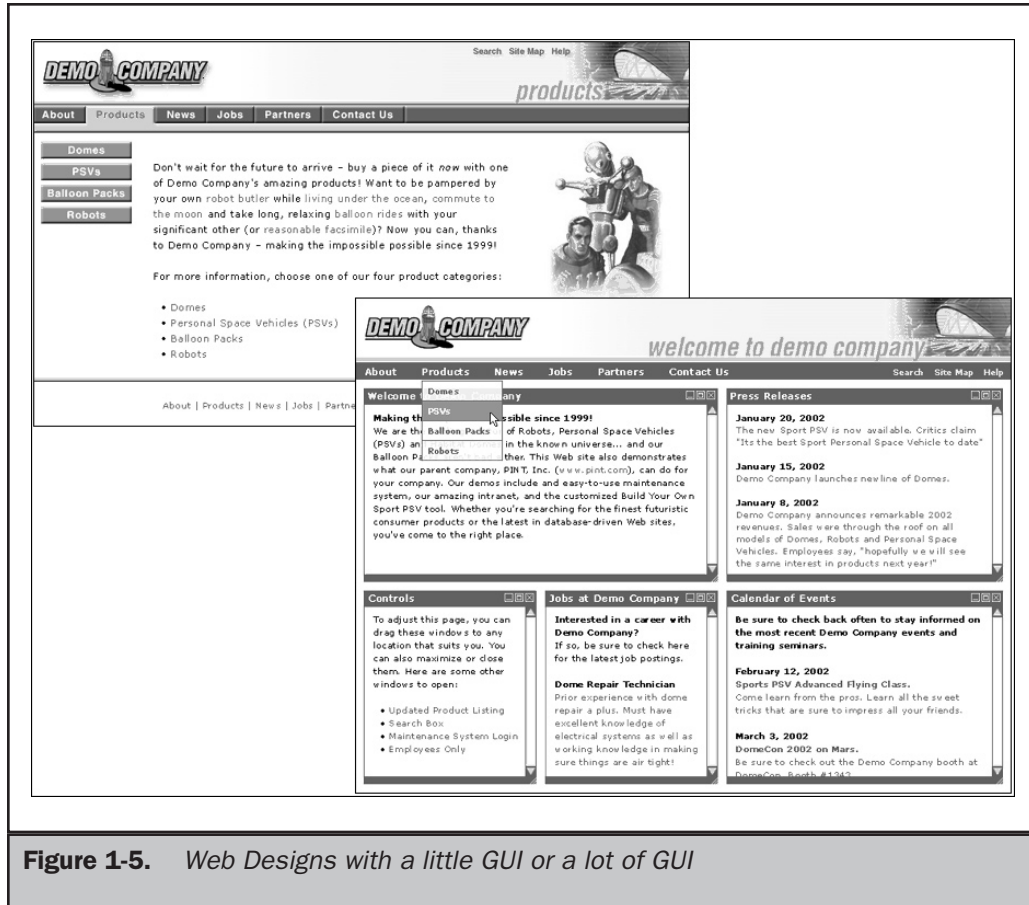 DEMO COMPANY
Search Site Map Help
products
About Products News Jobs Partners Contact Us
Domes
PSVs
Balloon Packs
Robots
Don't wait for the future to arrive – buy a piece of it now with one
of Demo Company's amazing products! Want to be pampered by
your own robot butler while living under the ocean, commute to
the moon and take long, relaxing balloon rides with your
significant other (or reasonable facsimile)? Now you can, thanks
to Demo Company – making the impossible possible since 1999!
For more information, choose one of our four product categories:
• Domes
• Personal Space Vehicles (PSVs)
• Balloon Packs
• Robots
About | Products | News | Jobs |
DEMO COMPANY
welcome to demo company
About Products News Jobs Partners Contact Us Search Site Map Help
Domes
PSVs
Balloon Packs
Robots
Welcome
Making since 1999!
We are of Robots, Personal Space Vehicles
(PSVs) in the known universe... and our
Balloon This Web site also demonstrates
what our parent company, PINT, Inc. (www.pint.com), can do for
your company. Our demos include and easy-to-use maintenance
system, our amazing intranet, and the customized Build Your Own
Sport PSV tool. Whether you're searching for the finest futuristic
consumer products or the latest in database-driven Web sites,
you've come to the right place.
Press Releases
January 20, 2002
The new Sport PSV is now available. Critics claim
"Its the best Sport Personal Space Vehicle to date"
January 15, 2002
Demo Company launches new line of Domes.
January 8, 2002
Demo Company announces remarkable 2002
revenues. Sales were through the roof on all
models of Domes, Robots and Personal Space
Vehicles. Employees say, "hopefully we will see
the same interest in products next year!"
Controls
To adjust this page, you can
drag these windows to any
location that suits you. You
can also maximize or close
them. Here are some other
windows to open:
• Updated Product Listing
• Search Box
• Maintenance System Login
• Employees Only
Jobs at Demo Company
Interested in a career with
Demo Company?
If so, be sure to check here
for the latest job postings.
Dome Repair Technician
Prior experience with dome
repair a plus. Must have
excellent knowledge of
electrical systems as well as
working knowledge in making
sure things are air tight!
Calendar of Events
Be sure to check back often to stay informed on
the most recent Demo Company events and
training seminars.
February 12, 2002
Sports PSV Advanced Flying Class.
Come learn from the pros. Learn all the sweet
tricks that are sure to impress all your friends.
March 3, 2002
DomeCon 2002 on Mars.
Be sure to check out the Demo Company booth at
DomeCon, Booth #1342
Figure 1-5. Web Designs with a little GUI or a lot of GUI